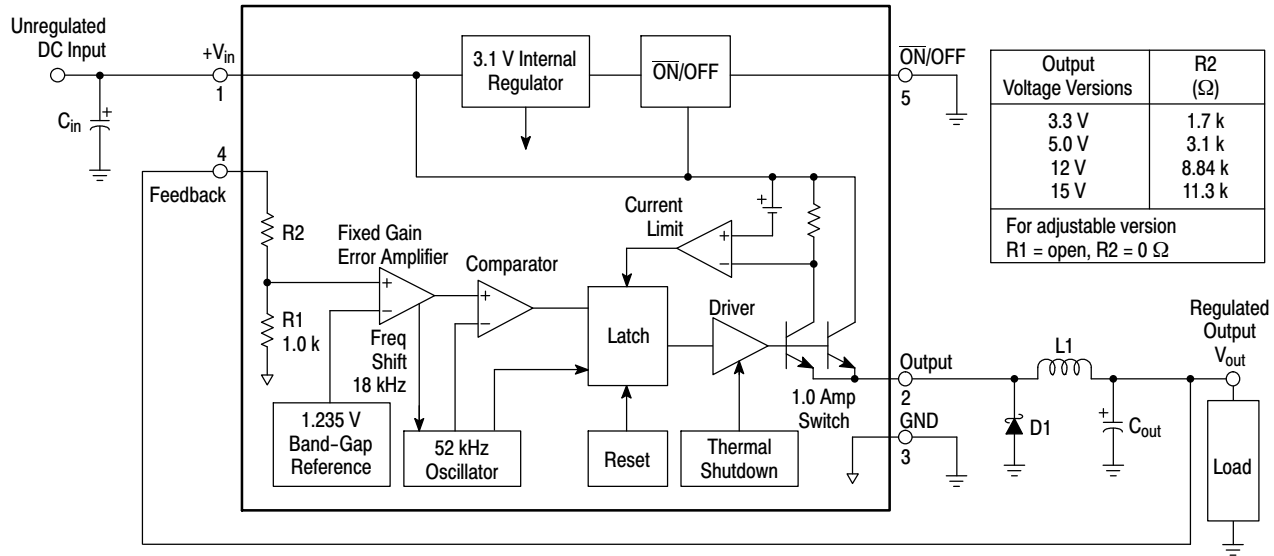 Unregulated
DC Input
+Vin
1
Cin
4
Feedback
3.1 V Internal
Regulator
ON/OFF
ON/OFF
5
Output
Voltage Versions
R2
(Ω)
3.3 V
1.7 k
5.0 V
3.1 k
12 V
8.84 k
15 V
11.3 k
For adjustable version
R1 = open, R2 = 0 Ω
R2
Fixed Gain
Error Amplifier
+
−
R1
1.0 k
Freq
Shift
18 kHz
Comparator
+
−
Current
Limit
+
−
+
Latch
Driver
1.0 Amp
Switch
1.235 V
Band−Gap
Reference
52 kHz
Oscillator
Reset
Thermal
Shutdown
Output
2
GND
3
L1
D1
+
Cout
Regulated
Output
Vout
Load
+